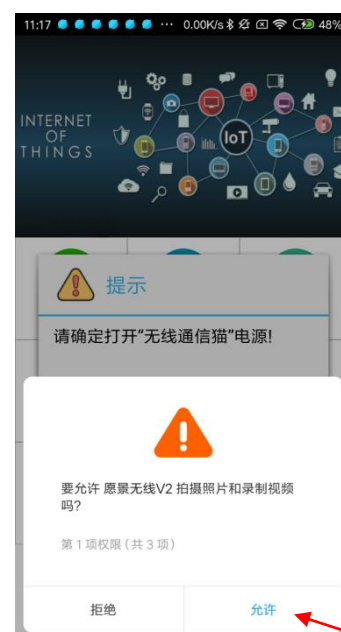 11:17 ··· 0.00K/s 48%
INTERNET
OF
THINGS
IoT
提示
请确定打开“无线通信猫”电源!
要允许 愿景无线V2 拍摄照片和录制视频
吗?
第 1 项权限 ( 共 3 项 )
拒绝
允许